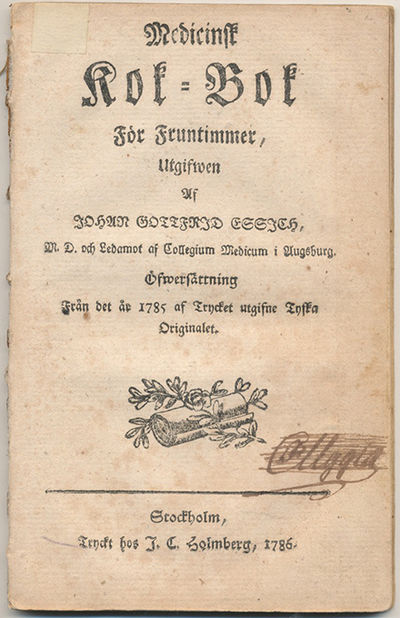 Medicinsk
Kok-Bok
För Fruntimmer,
Utgifwen
Af
JOHAN GOTTFRID ESSICH,
M. D. och Ledamot af Collegium Medicum i Augsburg.
Öfwersättning
Från det år 1785 af Trycket utgifne Tyska
Originalet.
Stockholm,
Tryckt hos J. C. Holmberg, 1786.